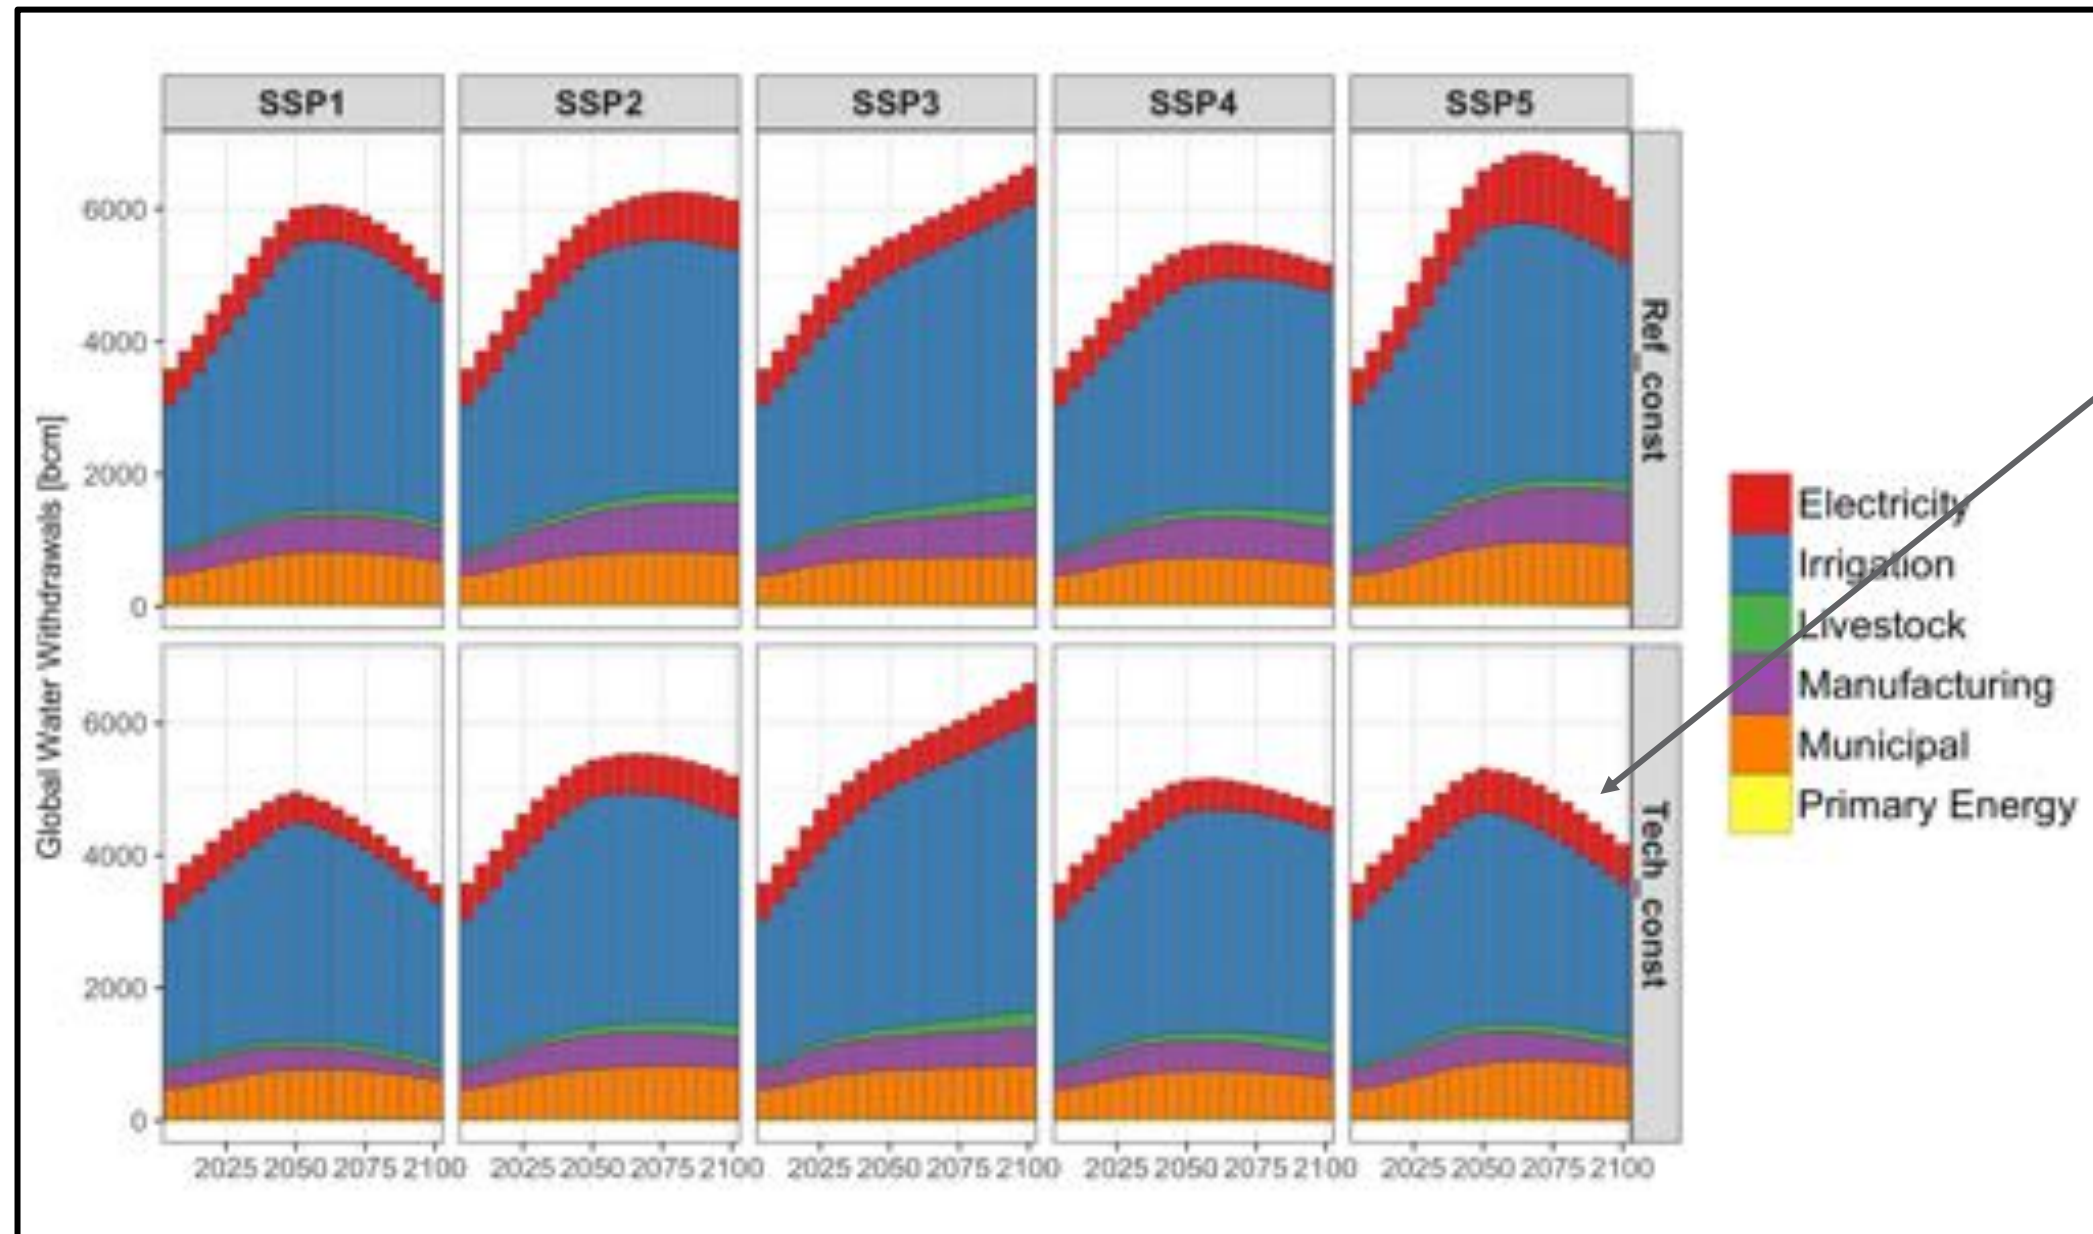 SSP1 SSP2 SSP3 SSP4 SSP5
Global Water Withdrawals [bcm]
6000
4000
2000
0
Ref_const
6000
4000
2000
0
Tech_const
2025 2050 2075 2100 2025 2050 2075 2100 2025 2050 2075 2100 2025 2050 2075 2100 2025 2050 2075 2100
Electricity
Irrigation
Livestock
Manufacturing
Municipal
Primary Energy